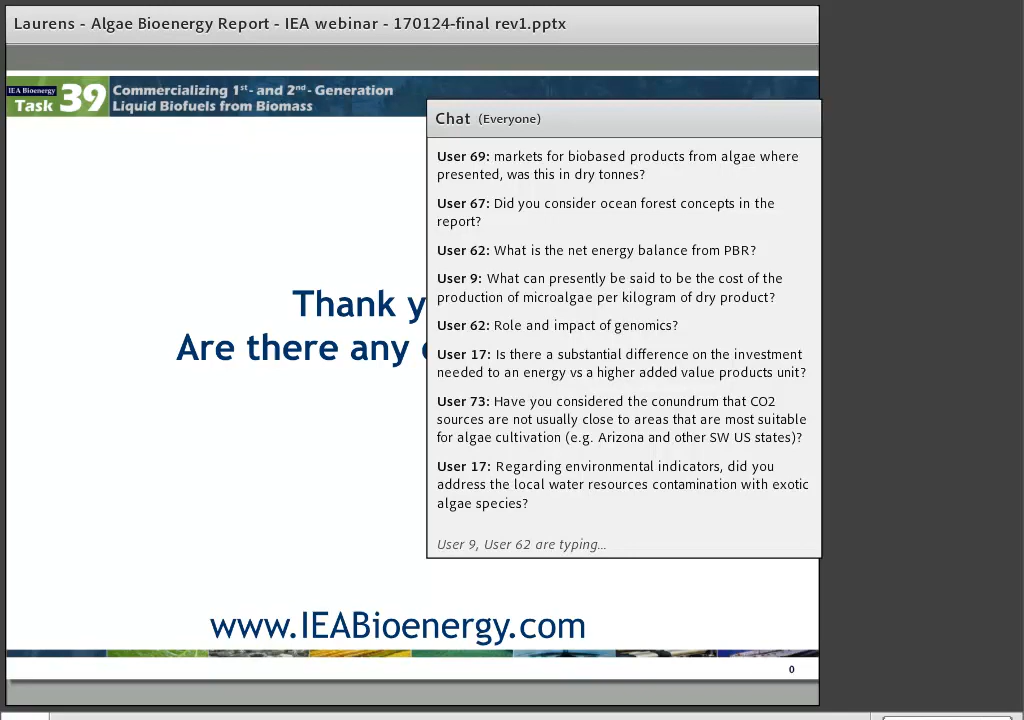 Laurens - Algae Bioenergy Report - IEA webinar - 170124-final rev1.pptx
IEA Bioenergy
Task 39
Commercializing 1st- and 2nd- Generation
Liquid Biofuels from Biomass
Chat (Everyone)
User 69: markets for biobased products from algae where
presented, was this in dry tonnes?
User 67: Did you consider ocean forest concepts in the
report?
User 62: What is the net energy balance from PBR?
User 9: What can presently be said to be the cost of the
production of microalgae per kilogram of dry product?
User 62: Role and impact of genomics?
User 17: Is there a substantial difference on the investment
needed to an energy vs a higher added value products unit?
User 73: Have you considered the conundrum that CO2
sources are not usually close to areas that are most suitable
for algae cultivation (e.g. Arizona and other SW US states)?
User 17: Regarding environmental indicators, did you
address the local water resources contamination with exotic
algae species?
User 9, User 62 are typing...
Thank y
Are there any
www.IEABioenergy.com
0